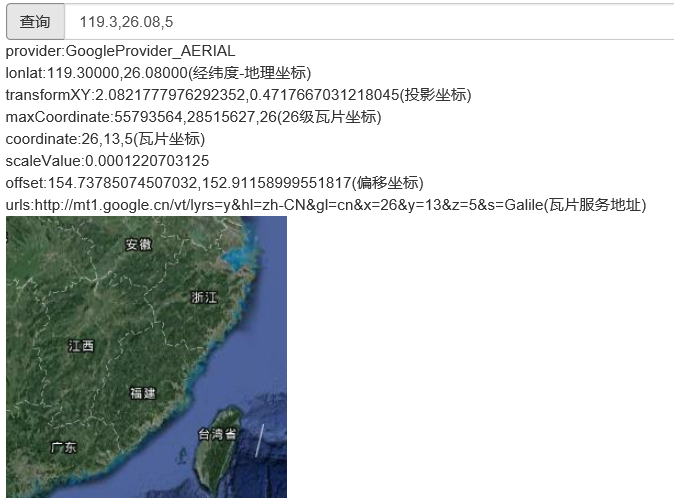 查询 119.3,26.08,5
provider:GoogleProvider_AERIAL
lonlat:119.30000,26.08000(经纬度-地理坐标)
transformXY:2.0821777976292352,0.4717667031218045(投影坐标)
maxCoordinate:55793564,28515627,26(26级瓦片坐标)
coordinate:26,13,5(瓦片坐标)
scaleValue:0.0001220703125
offset:154.73785074507032,152.91158999551817(偏移坐标)
urls:http://mt1.google.cn/vt/lyrs=y&hl=zh-CN&gl=cn&x=26&y=13&z=5&s=Galile(瓦片服务地址)
安徽
浙江
江西
福建
台湾省
广东